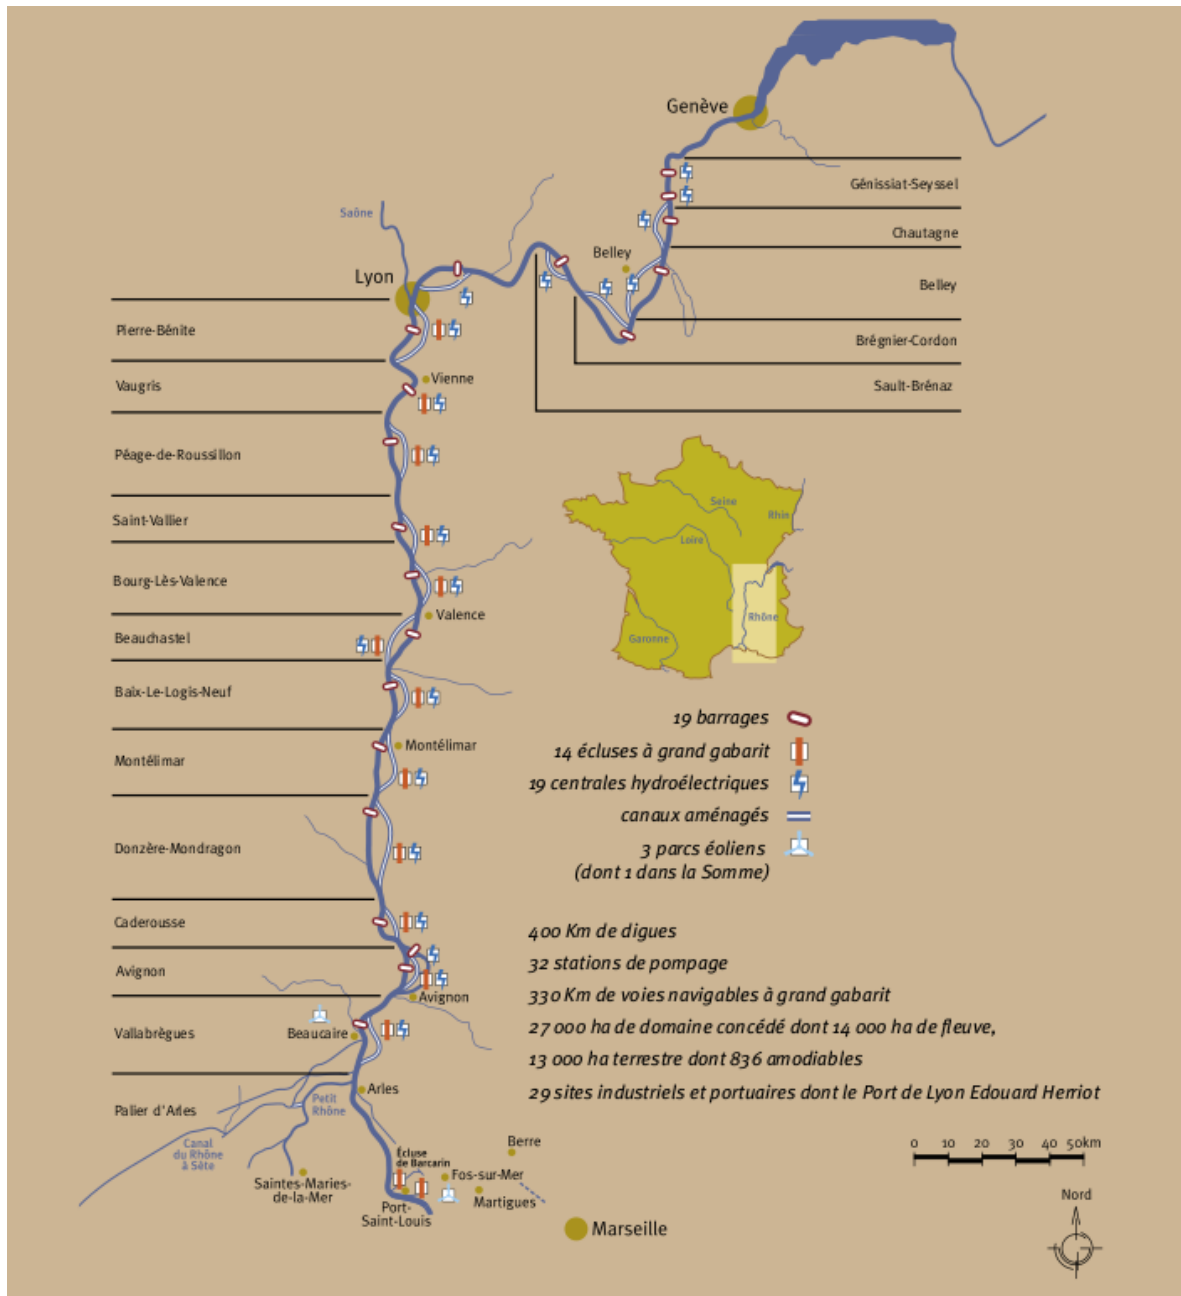 Genève
Génissiat-Seyssel
Saône
Chautagne
Belley
Lyon
Belley
Pierre-Bénite
Brégnier-Cordon
Vienne
Vaugris
Sault-Brénaz
Péage-de-Roussillon
Seine
Rhin
Saint-Vallier
Loire
Bourg-Lès-Valence
Valence
Rhône
Beauchastel
Garonne
Baix-Le-Logis-Neuf
19 barrages
Montélimar
14 écluses à grand gabarit
Montélimar
19 centrales hydroélectriques
canaux aménagés
Donzère-Mondragon
3 parcs éoliens
(dont 1 dans la Somme)
Caderousse
400 Km de digues
32 stations de pompage
Avignon
Avignon
330 Km de voies navigables à grand gabarit
Vallabrègues
Beaucaire
27 000 ha de domaine concédé dont 14 000 ha de fleuve,
13 000 ha terrestre dont 836 amodiables
Arles
29 sites industriels et portuaires dont le Port de Lyon Edouard Herriot
Palier d'Arles
Petit
Rhône
Canal
du Rhône
à Sète
Écluse
de Barcarin
Berre
0 10 20 30 40 50km
Fos-sur-Mer
Saintes-Maries-
de-la-Mer
Martigues
Nord
Port-
Saint-Louis
Marseille